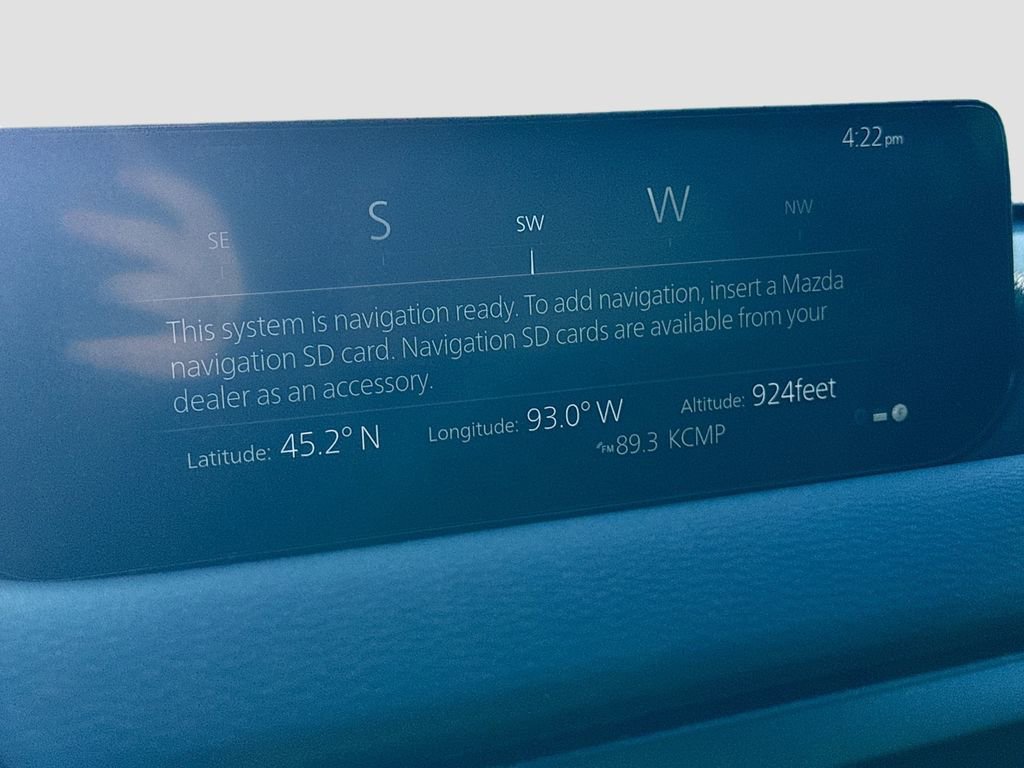 4:22pm
SE S SW W NW
This system is navigation ready. To add navigation, insert a Mazda
navigation SD card. Navigation SD cards are available from your
dealer as an accessory.
Latitude: 45.2° N Longitude: 93.0° W Altitude: 924feet
FM 89.3 KCMP